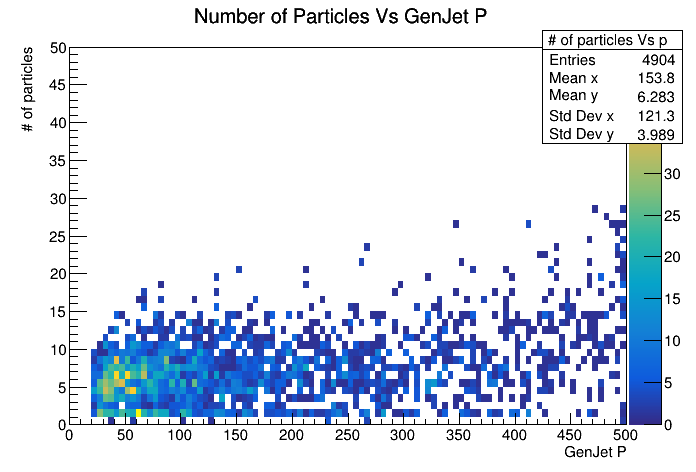 Number of Particles Vs GenJet P
# of particles Vs p
Entries 4904
Mean x 153.8
Mean y 6.283
Std Dev x 121.3
Std Dev y 3.989
# of particles
50
45
40
35
30
25
20
15
10
5
0
30
25
20
15
10
5
0
0 50 100 150 200 250 300 350 400 450 500
GenJet P